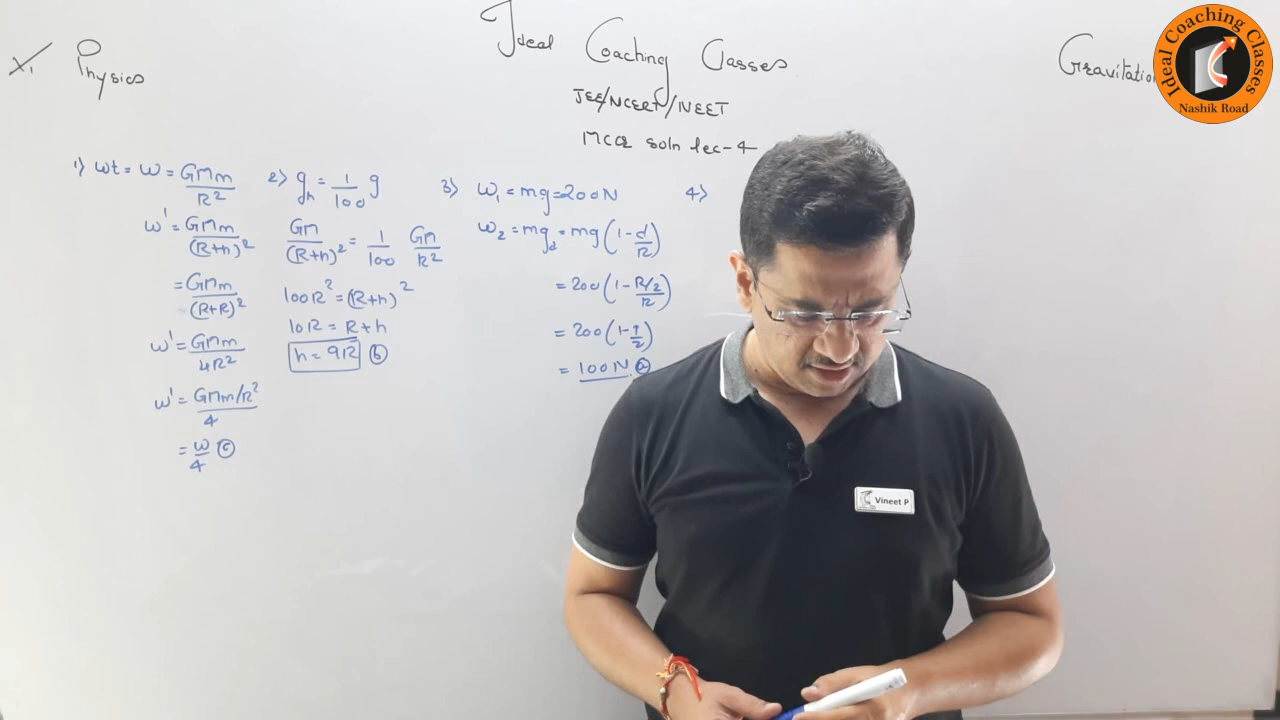 XI Physics
Ideal Coaching Classes
JEE/NCERT/NEET
MCQ soln lec-4
Gravitation
Ideal Coaching Classes
Nashik Road
1) wt = W = GMm/R²
W' = GMm/(R+h)²
= GMm/(R+R)²
W' = GMm/4R²
W' = GMm/R²/4
= W/4 (c)
2) g_h = 1/100 g
GM/(R+h)² = 1/100 GM/R²
100R² = (R+h)²
10R = R+h
h = 9R (b)
3) W₁ = mg = 200N
W₂ = mg_d = mg(1-d/R)
= 200(1-R/2/R)
= 200(1-1/2)
= 100N (a)
4)
Vineet P